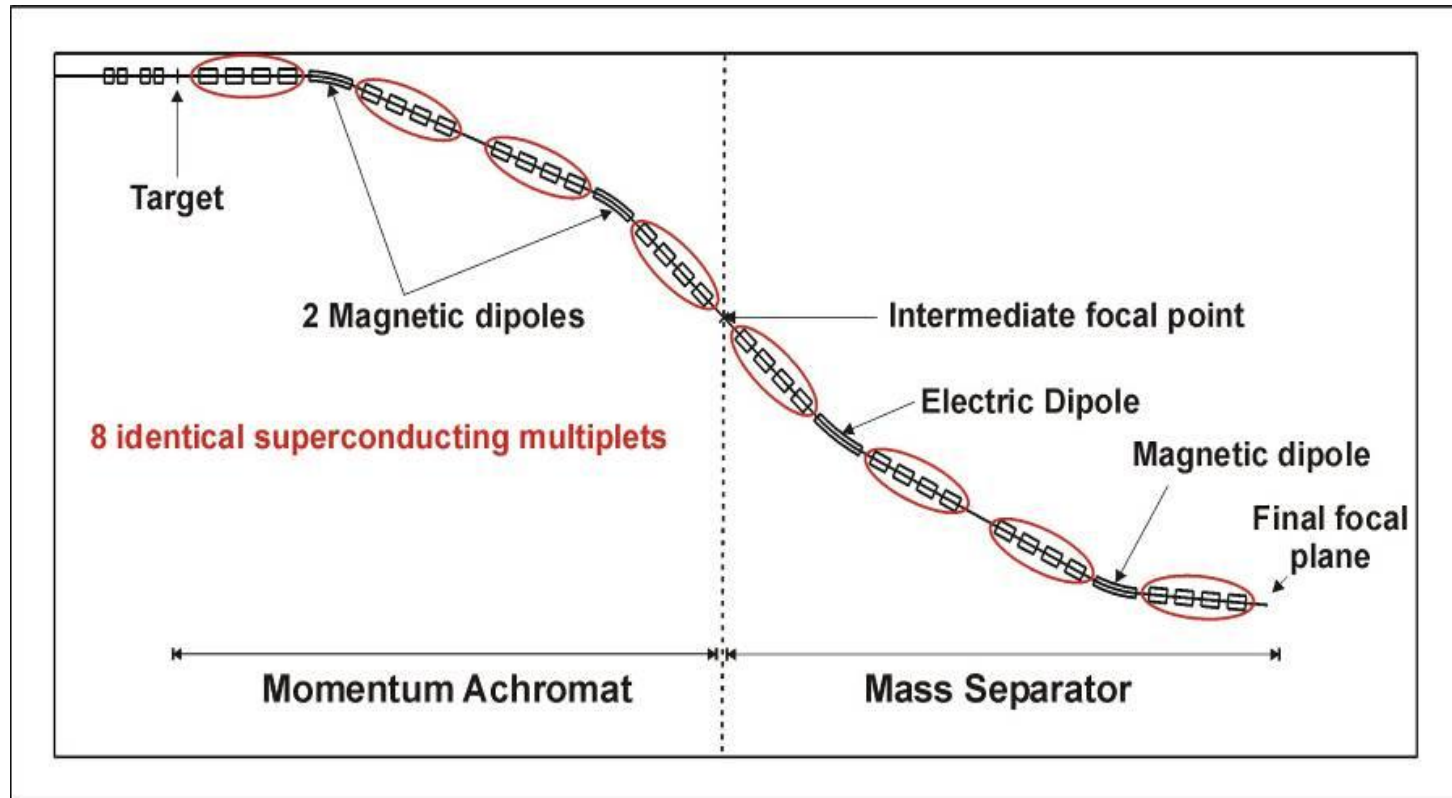 Target
2 Magnetic dipoles
Intermediate focal point
Electric Dipole
8 identical superconducting multiplets
Magnetic dipole
Final focal
plane
Momentum Achromat
Mass Separator